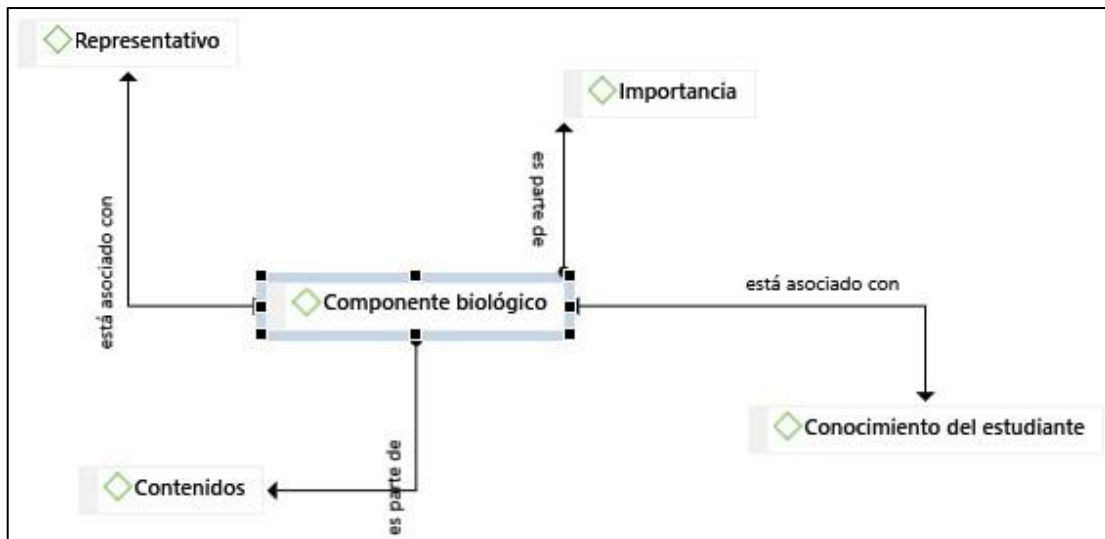 Representativo
Importancia
es parte de
está asociado con
está asociado con
Componente biológico
Conocimiento del estudiante
es parte de
Contenidos